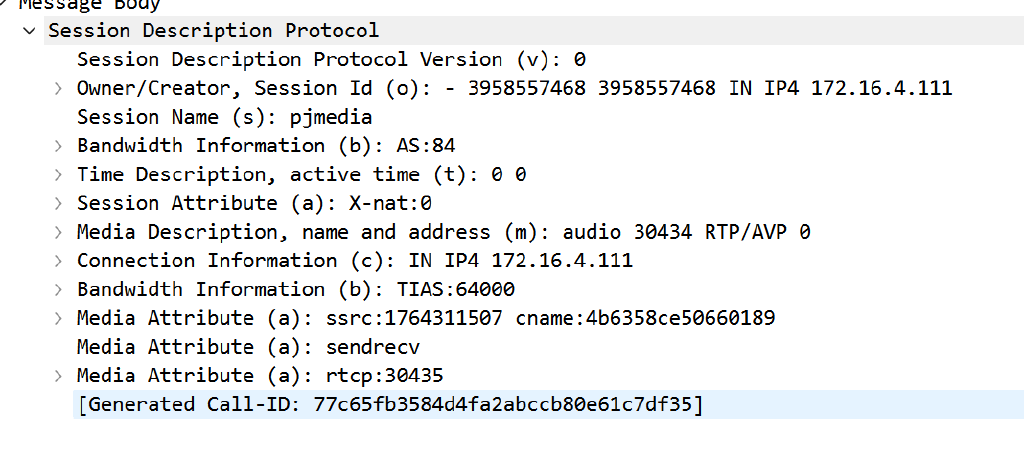 Message Body
Session Description Protocol
Session Description Protocol Version (v): 0
Owner/Creator, Session Id (o): - 3958557468 3958557468 IN IP4 172.16.4.111
Session Name (s): pjmedia
Bandwidth Information (b): AS:84
Time Description, active time (t): 0 0
Session Attribute (a): X-nat:0
Media Description, name and address (m): audio 30434 RTP/AVP 0
Connection Information (c): IN IP4 172.16.4.111
Bandwidth Information (b): TIAS:64000
Media Attribute (a): ssrc:1764311507 cname:4b6358ce50660189
Media Attribute (a): sendrecv
Media Attribute (a): rtcp:30435
[Generated Call-ID: 77c65fb3584d4fa2abccb80e61c7df35]